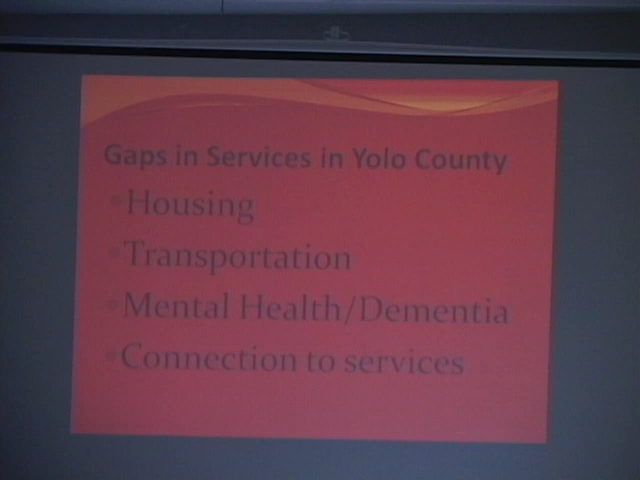 Gaps in Services in Yolo County
•Housing
•Transportation
•Mental Health/Dementia
•Connection to services